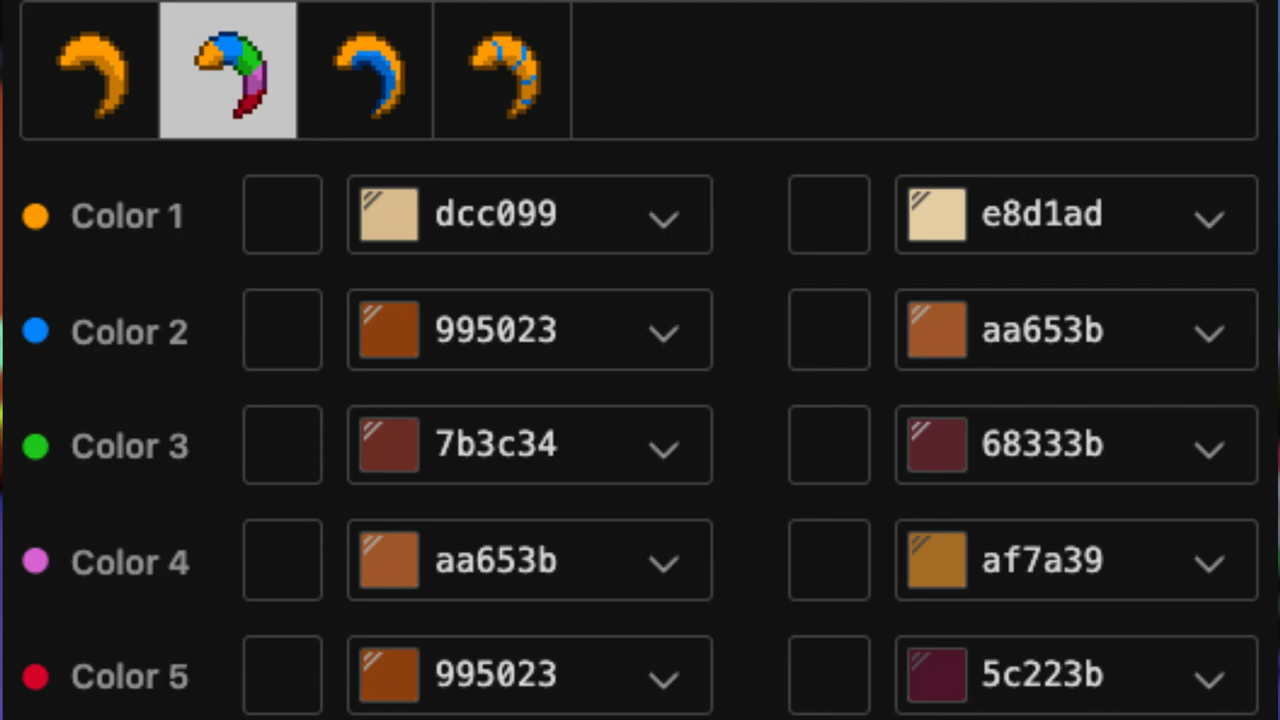 Color 1 dcc099 e8d1ad
Color 2 995023 aa653b
Color 3 7b3c34 68333b
Color 4 aa653b af7a39
Color 5 995023 5c223b